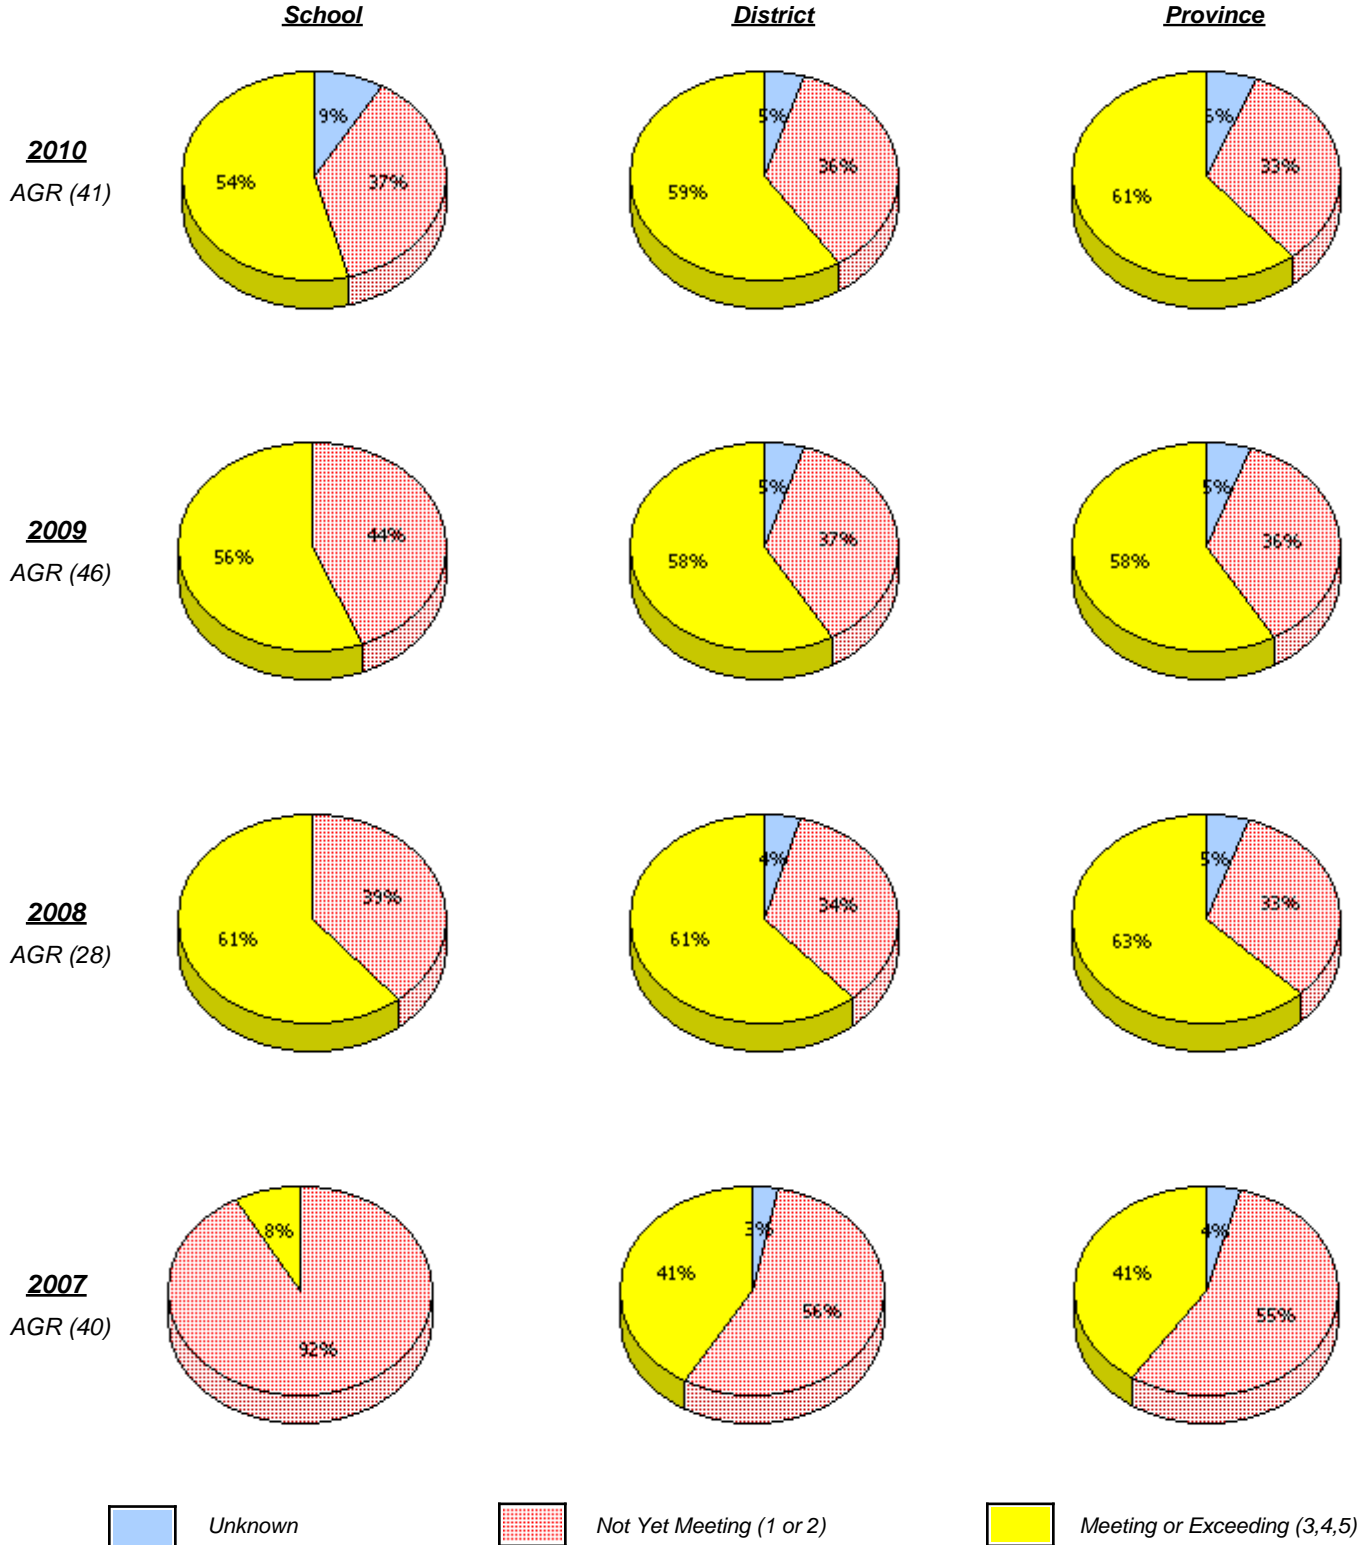 School District Province
9% 5% 6%
2010
37% 36% 33%
AGR (41)
54% 59% 61%
5% 5%
2009
44% 37% 36%
56% 58% 58%
AGR (46)
4% 5%
39% 34% 33%
2008
61% 61% 63%
AGR (28)
8% 3% 4%
41% 41%
2007
56% 55%
AGR (40)
92%
Unknown Not Yet Meeting (1 or 2) Meeting or Exceeding (3,4,5)